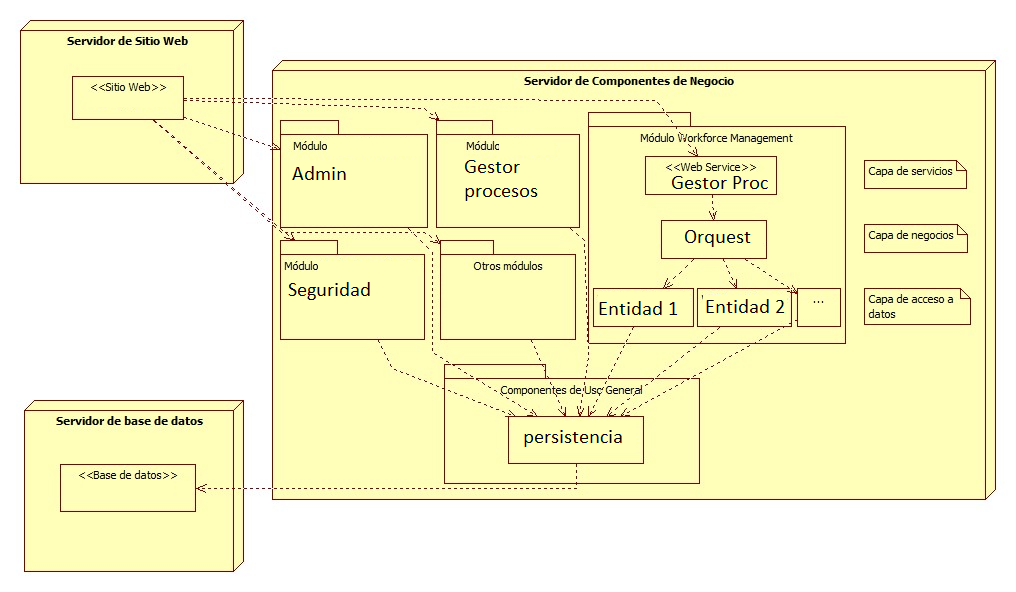 Servidor de Sitio Web
<<Sitio Web>>
Servidor de Componentes de Negocio
Módulo
Admin
Módulo
Gestor
procesos
Módulo Workforce Management
<<Web Service>>
Gestor Proc
Orquest
Entidad 1
Entidad 2
...
Capa de servicios
Capa de negocios
Capa de acceso a
datos
Módulo
Seguridad
Otros módulos
Componentes de Uso General
persistencia
Servidor de base de datos
<<Base de datos>>